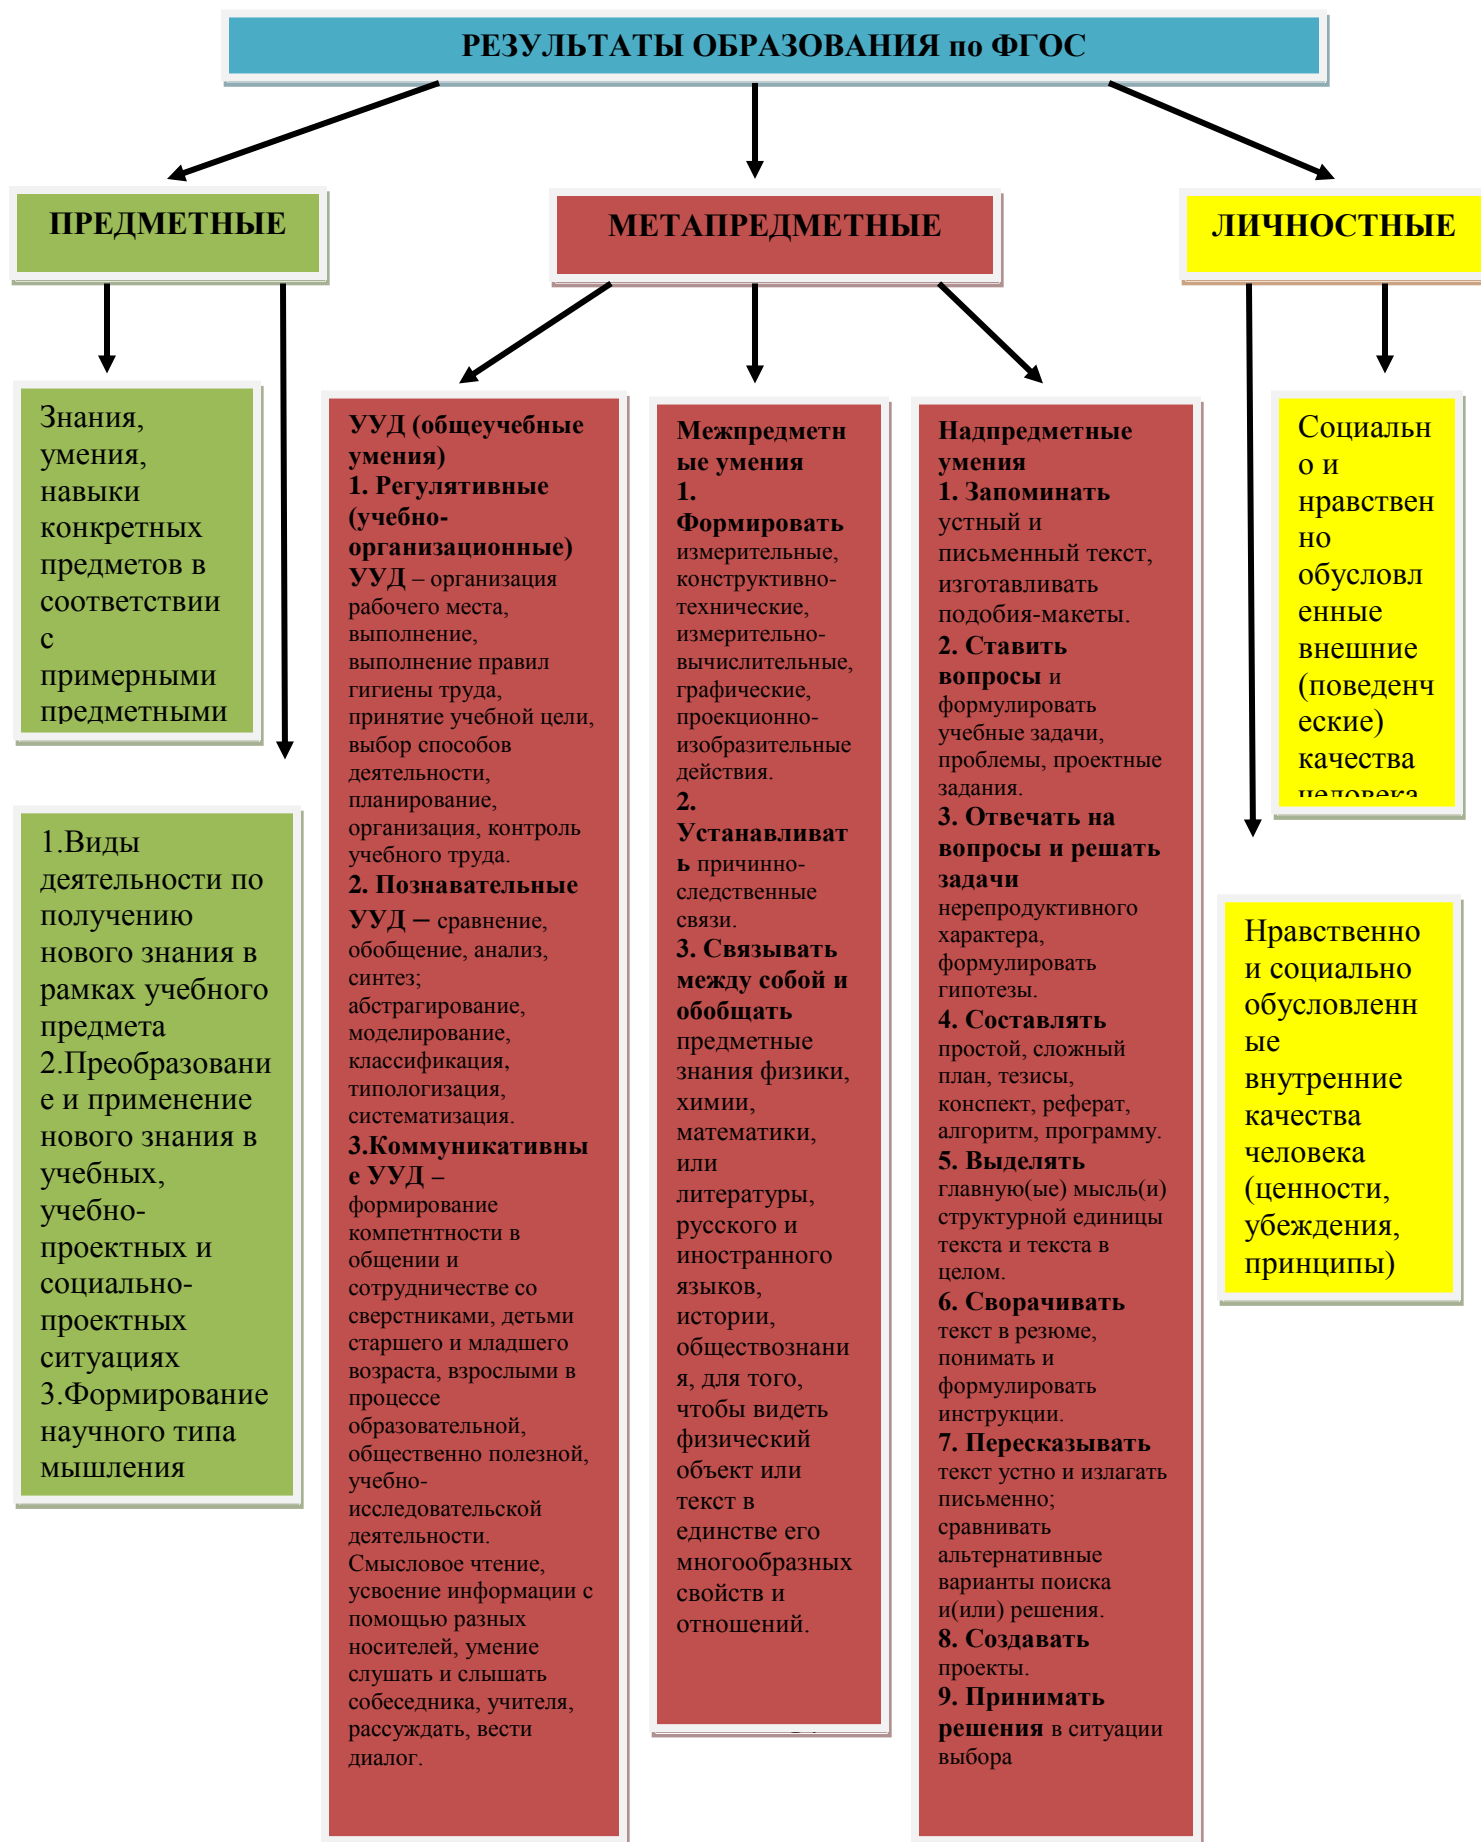 РЕЗУЛЬТАТЫ ОБРАЗОВАНИЯ по ФГОС
ПРЕДМЕТНЫЕ
МЕТАПРЕДМЕТНЫЕ
ЛИЧНОСТНЫЕ
Знания,
умения,
навыки
конкретных
предметов в
соответствии
с
примерными
предметными
1.Виды
деятельности по
получению
нового знания в
рамках учебного
предмета
2.Преобразовани
е и применение
нового знания в
учебных,
учебно-
проектных и
социально-
проектных
ситуациях
3.Формирование
научного типа
мышления
УУД (общеучебные
умения)
1. Регулятивные
(учебно-
организационные)
УУД – организация
рабочего места,
выполнение,
выполнение правил
гигиены труда,
принятие учебной цели,
выбор способов
деятельности,
планирование,
организация, контроль
учебного труда.
2. Познавательные
УУД – сравнение,
обобщение, анализ,
синтез;
абстрагирование,
моделирование,
классификация,
типологизация,
систематизация.
3.Коммуникативны
е УУД –
формирование
компетнтности в
общении и
сотрудничестве со
сверстниками, детьми
старшего и младшего
возраста, взрослыми в
процессе
образовательной,
общественно полезной,
учебно-
исследовательской
деятельности.
Смысловое чтение,
усвоение информации с
помощью разных
носителей, умение
слушать и слышать
собеседника, учителя,
рассуждать, вести
диалог.
Межпредметн
ые умения
1.
Формировать
измерительные,
конструктивно-
технические,
измерительно-
вычислительные,
графические,
проекционно-
изобразительные
действия.
2.
Устанавливат
ь причинно-
следственные
связи.
3. Связывать
между собой и
обобщать
предметные
знания физики,
химии,
математики,
или
литературы,
русского и
иностранного
языков,
истории,
обществознани
я, для того,
чтобы видеть
физический
объект или
текст в
единстве его
многообразных
свойств и
отношений.
Надпредметные
умения
1. Запоминать
устный и
письменный текст,
изготавливать
подобия-макеты.
2. Ставить
вопросы и
формулировать
учебные задачи,
проблемы, проектные
задания.
3. Отвечать на
вопросы и решать
задачи
нерепродуктивного
характера,
формулировать
гипотезы.
4. Составлять
простой, сложный
план, тезисы,
конспект, реферат,
алгоритм, программу.
5. Выделять
главную(ые) мысль(и)
структурной единицы
текста и текста в
целом.
6. Сворачивать
текст в резюме,
понимать и
формулировать
инструкции.
7. Пересказывать
текст устно и излагать
письменно;
сравнивать
альтернативные
варианты поиска
и(или) решения.
8. Создавать
проекты.
9. Принимать
решения в ситуации
выбора
Социальн
о и
нравствен
но
обусловл
енные
внешние
(поведенч
еские)
качества
человека
Нравственно
и социально
обусловленн
ые
внутренние
качества
человека
(ценности,
убеждения,
принципы)